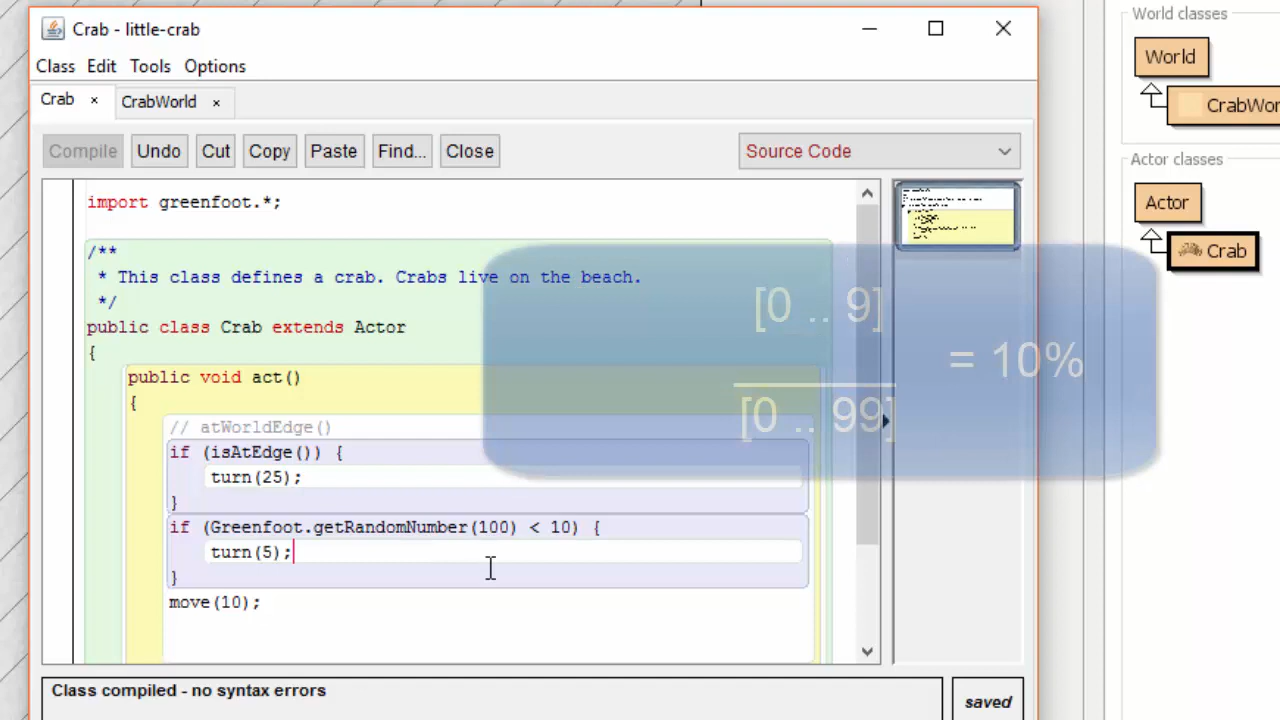 Crab - little-crab
Class Edit Tools Options
Crab × CrabWorld ×
Compile Undo Cut Copy Paste Find... Close Source Code
import greenfoot.*;
/**
* This class defines a crab. Crabs live on the beach.
*/
public class Crab extends Actor
{
public void act()
{
// atWorldEdge()
if (isAtEdge()) {
turn(25);
}
if (Greenfoot.getRandomNumber(100) < 10) {
turn(5);
}
move(10);
[0 .. 9]
[0 .. 99]
= 10%
Class compiled - no syntax errors
saved
World classes
World
CrabWor
Actor classes
Actor
Crab